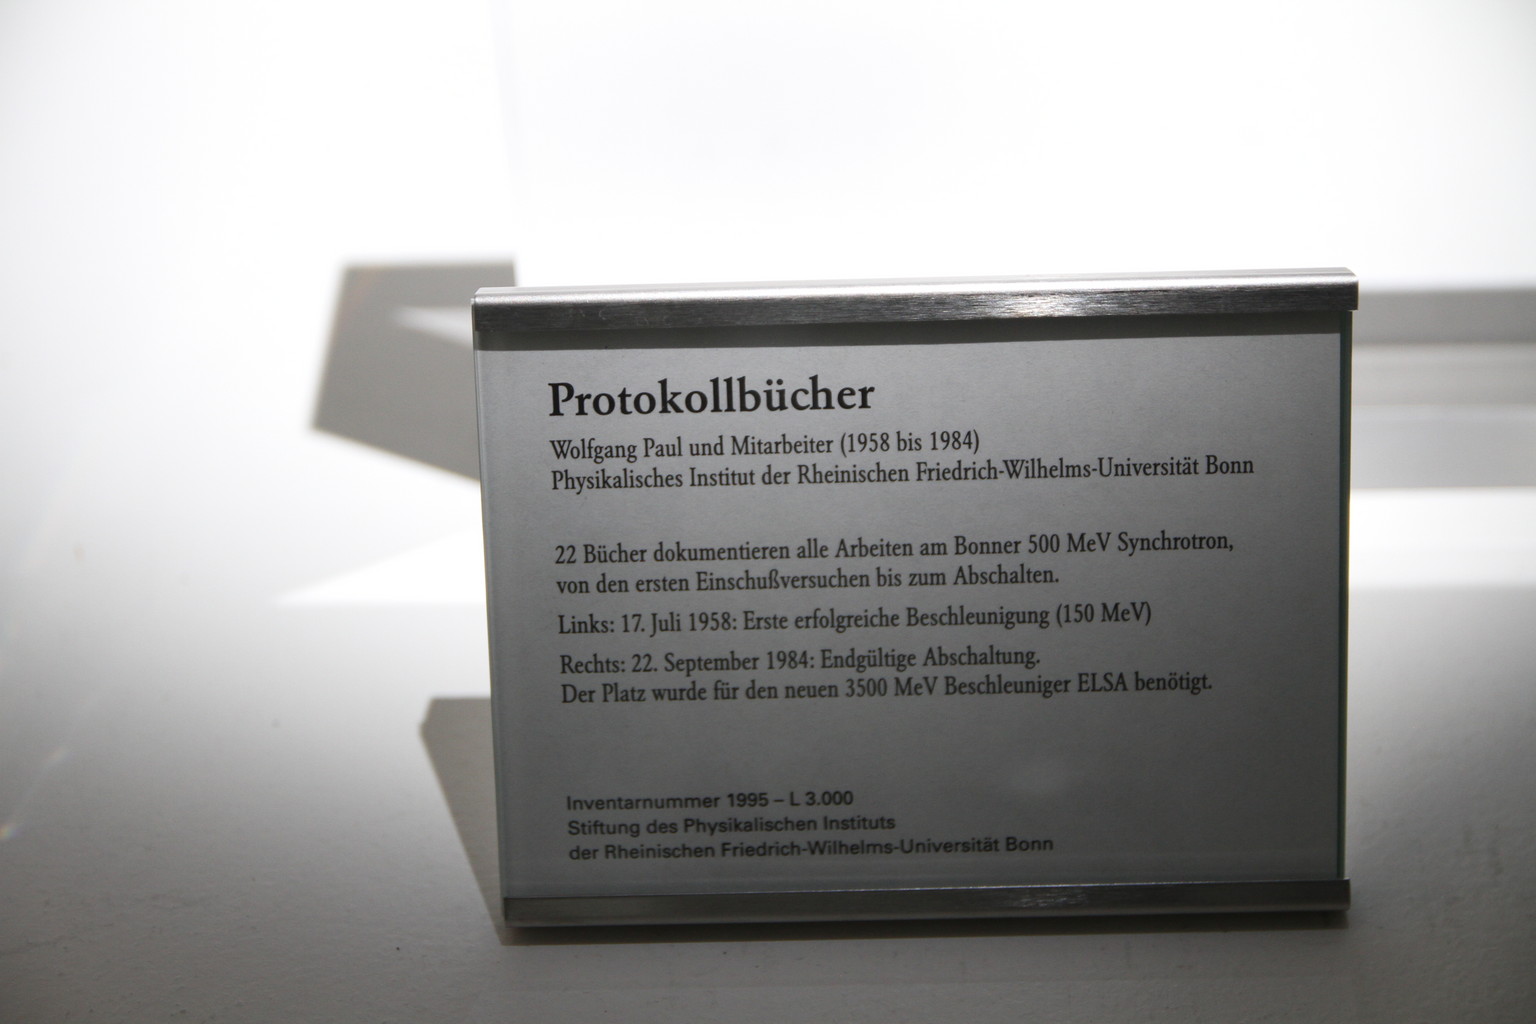 Protokollbücher
Wolfgang Paul und Mitarbeiter (1958 bis 1984)
Physikalisches Institut der Rheinischen Friedrich-Wilhelms-Universität Bonn
22 Bücher dokumentieren alle Arbeiten am Bonner 500 MeV Synchrotron,
von den ersten Einschußversuchen bis zum Abschalten.
Links: 17. Juli 1958: Erste erfolgreiche Beschleunigung (150 MeV)
Rechts: 22. September 1984: Endgültige Abschaltung.
Der Platz wurde für den neuen 3500 MeV Beschleuniger ELSA benötigt.
Inventarnummer 1995 – L 3.000
Stiftung des Physikalischen Instituts
der Rheinischen Friedrich-Wilhelms-Universität Bonn